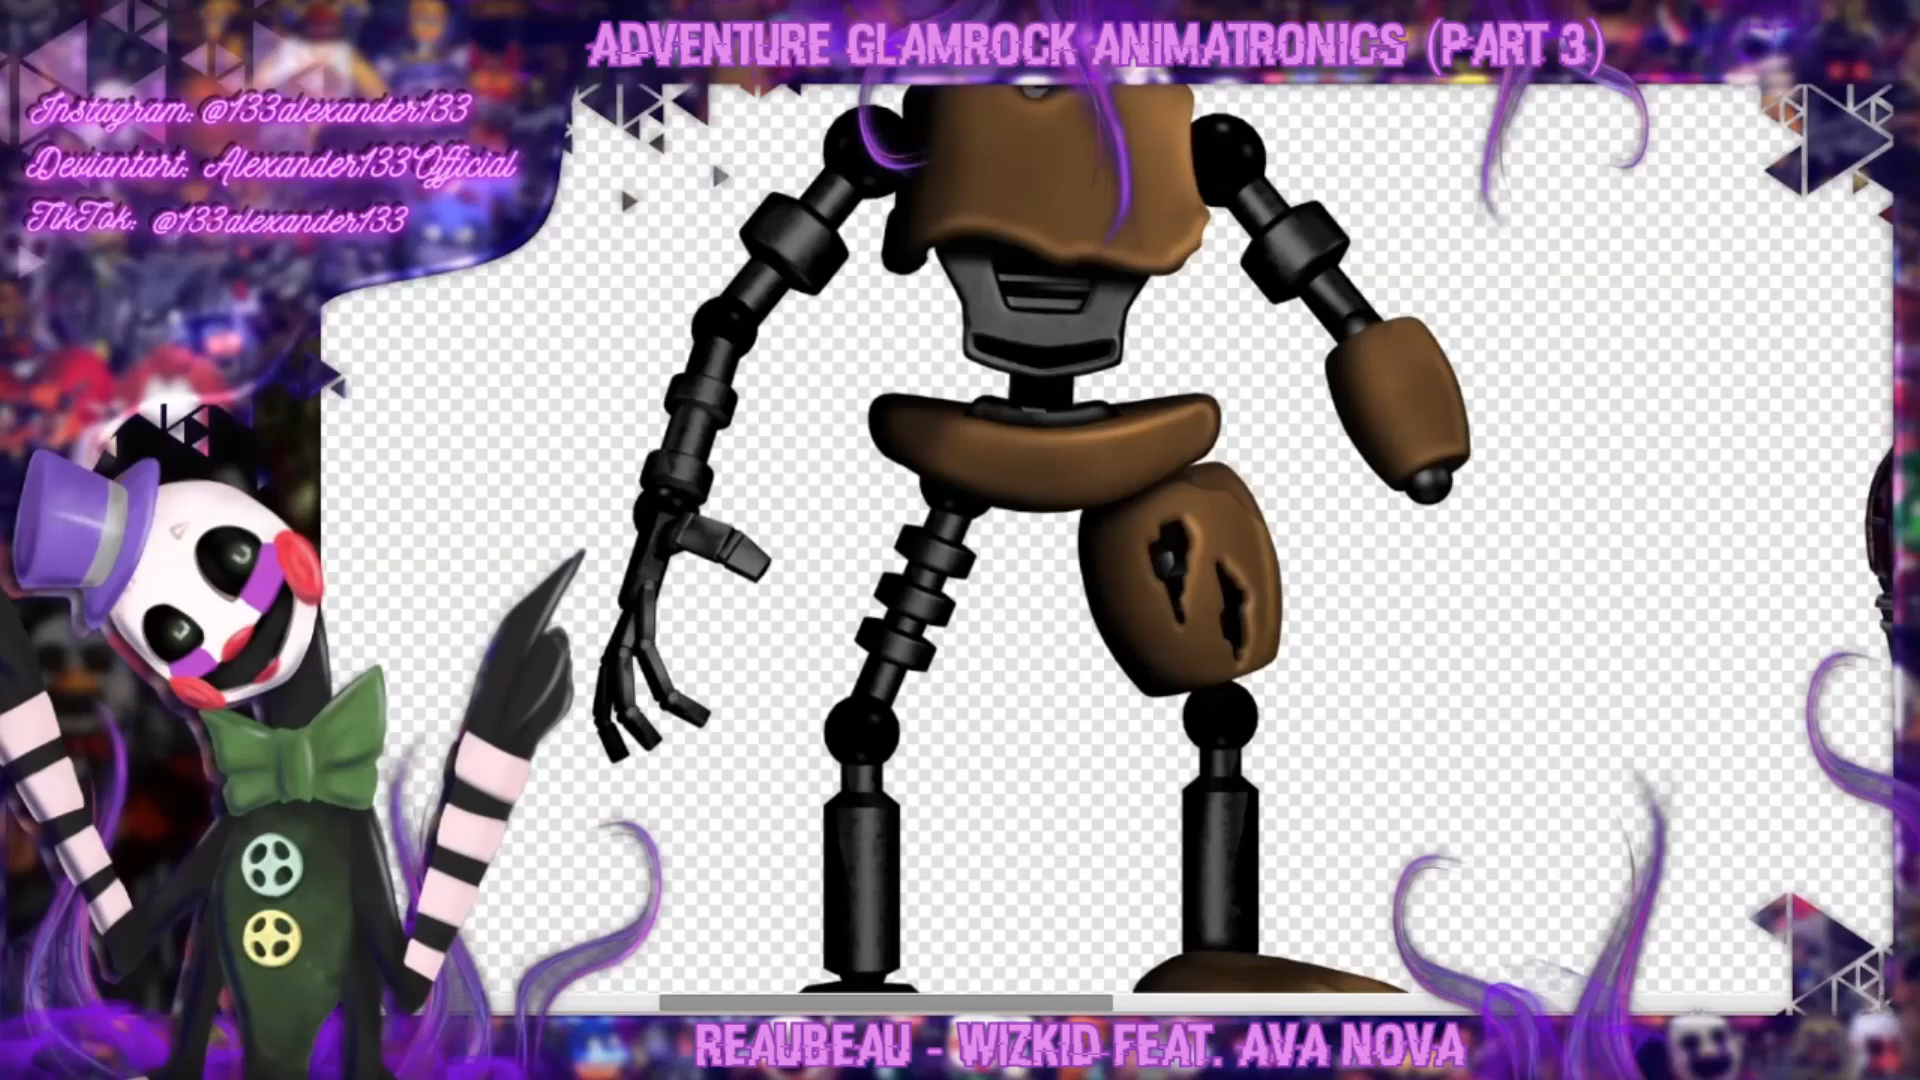 ADVENTURE GLAMROCK ANIMATRONICS (PART 3)
Instagram: @133alexander133
Deviantart: Alexander133Official
TikTok: @133alexander133
REAUBEAU - WIZKID FEAT. AVA NOVA